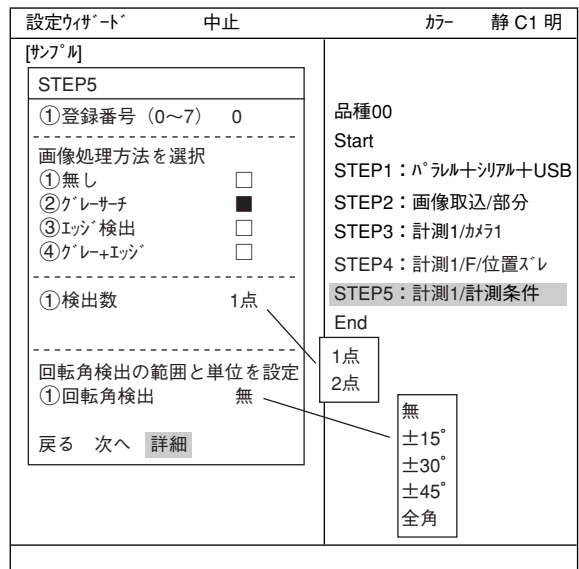 設定ｳｨｻﾞｰﾄﾞ 中止 ｶﾗｰ 静 C1 明
[ｻﾝﾌﾟﾙ]
STEP5
①登録番号（0～7） 0
画像処理方法を選択
①無し □
②ｸﾞﾚｰｻｰﾁ ■
③ｴｯｼﾞ検出 □
④ｸﾞﾚｰ+ｴｯｼﾞ □
①検出数 1点
回転角検出の範囲と単位を設定
①回転角検出 無
戻る 次へ 詳細
品種00
Start
STEP1：ﾊﾟﾗﾚﾙ＋ｼﾘｱﾙ＋USB
STEP2：画像取込/部分
STEP3：計測1/ｶﾒﾗ1
STEP4：計測1/F/位置ｽﾞﾚ
STEP5：計測1/計測条件
End
1点
2点
無
±15°
±30°
±45°
全角